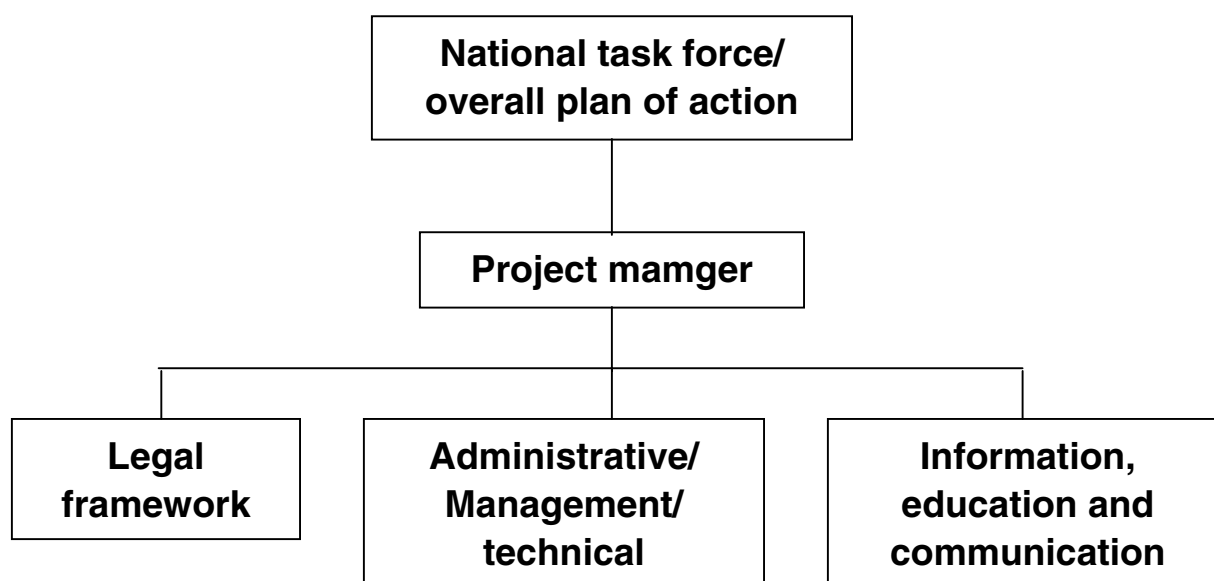 National task force/
overall plan of action
Project mamger
Legal
framework
Administrative/
Management/
technical
Information,
education and
communication